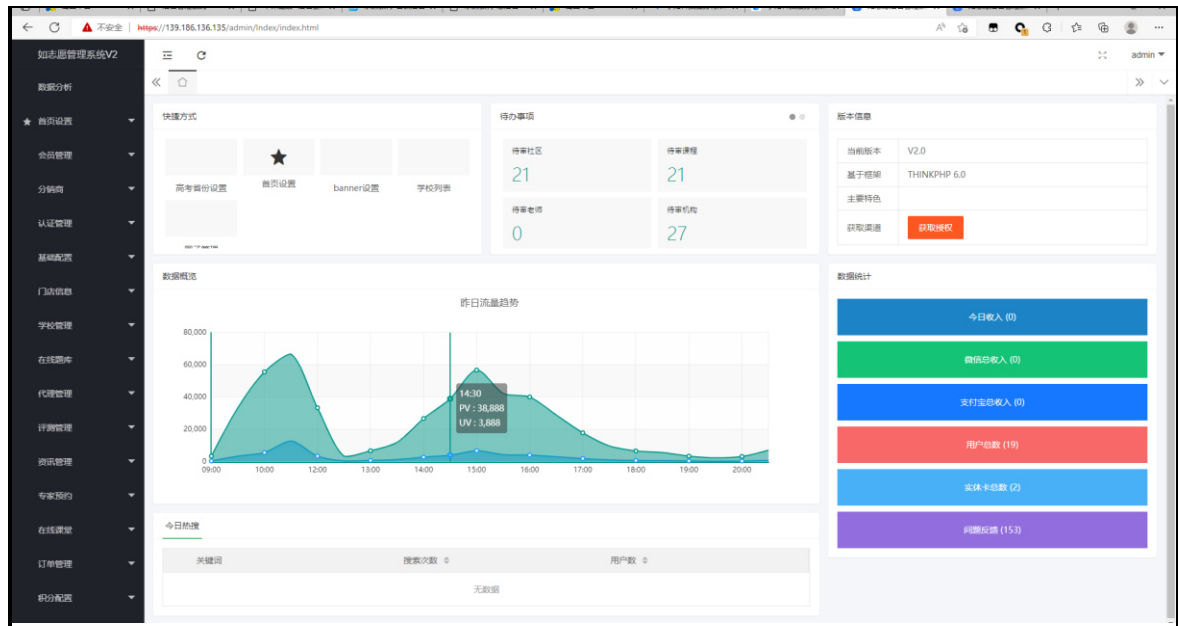 不安全 https://139.186.136.135/admin/Index/index.html
如志愿管理系统V2
admin
数据分析
首页设置
会员管理
分销商
认证管理
基础配置
门店信息
学校管理
在线题库
代理管理
评测管理
资讯管理
专家预约
在线课堂
订单管理
积分配置
快捷方式
高考省份设置
首页设置
banner设置
学校列表
待办事项
待审社区
21
待审课程
21
待审老师
0
待审机构
27
版本信息
当前版本 V2.0
基于框架 THINKPHP 6.0
主要特色
获取渠道 获取授权
数据概览
昨日流量趋势
80,000
60,000
40,000
20,000
0
14:30
PV : 38,888
UV : 3,888
09:00 10:00 12:00 13:00 14:00 15:00 16:00 17:00 18:00 19:00 20:00
数据统计
今日收入 (0)
微信总收入 (0)
支付宝总收入 (0)
用户总数 (19)
实体卡总数 (2)
问题反馈 (153)
今日热搜
关键词 搜索次数 用户数
无数据